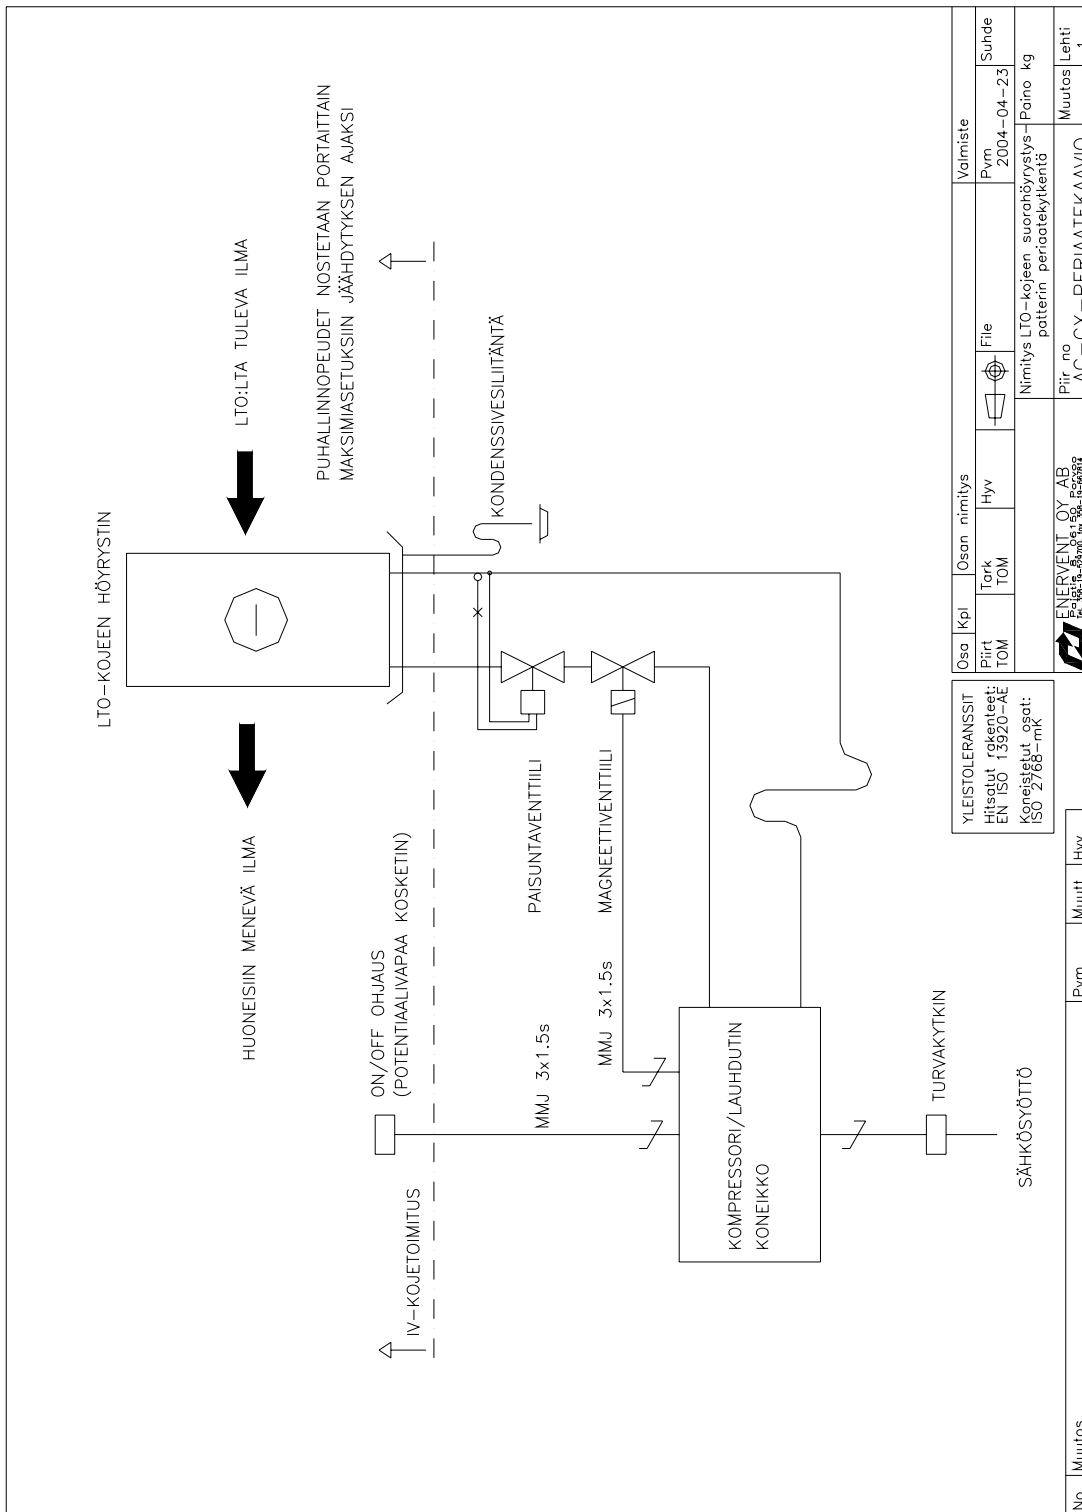 LTO-KOJEEN HÖYRYSTIN
HUONEISIIN MENEVÄ ILMA
LTO:LTA TULEVA ILMA
PUHALLINNOPEUDET NOSTETAAN PORTAITTAIN
MAKSIMIASETUKSIIN JÄÄHDYTYKSEN AJAKSI
ON/OFF OHJAUS
(POTENTIAALIVAPAA KOSKETIN)
IV-KOJETOIMITUS
KONDENSSIVESILIITÄNTÄ
PAISUNTAVENTTIILI
MAGNEETTIVENTTIILI
MMJ 3x1.5s
MMJ 3x1.5s
KOMPRESSORI/LAUHDUTIN
KONEIKKO
TURVAKYTKIN
SÄHKÖSYÖTTÖ
YLEISTOLERANSSIT
Hitsatut rakenteet:
EN ISO 13920-AE
Koneistetut osat:
ISO 2768-mK
Osa Kpl Osan nimitys Valmiste
Piirt TOM
Tark TOM
Hyv
File
Pvm 2004-04-23
Suhde
Nimitys LTO-kojeen suorahöyrystys-
patterin periaatekytkentä
Paino kg
ENERVENT OY AB
Piir no
AC-CX-PERIAATEKAAVIO
Muutos
Lehti
1
No Muutos Pvm Muutt Hyv